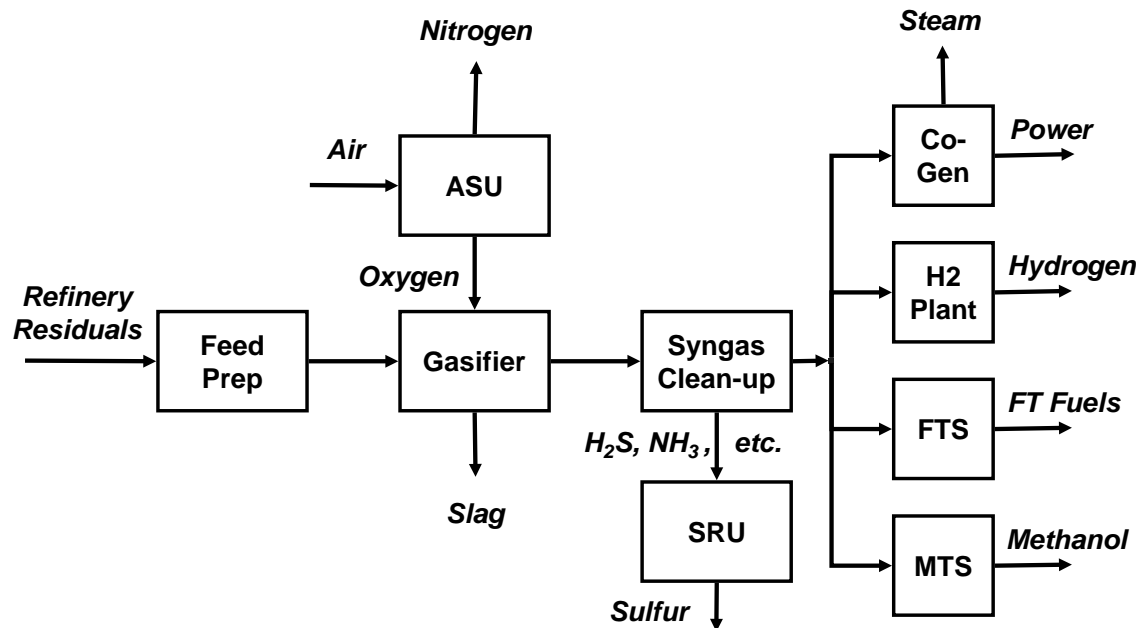 Nitrogen
Steam
Air
ASU
Co-
Gen
Power
Oxygen
Refinery
Residuals
Feed
Prep
Gasifier
Syngas
Clean-up
H2
Plant
Hydrogen
FTS
FT Fuels
H₂S, NH₃, etc.
Slag
SRU
MTS
Methanol
Sulfur